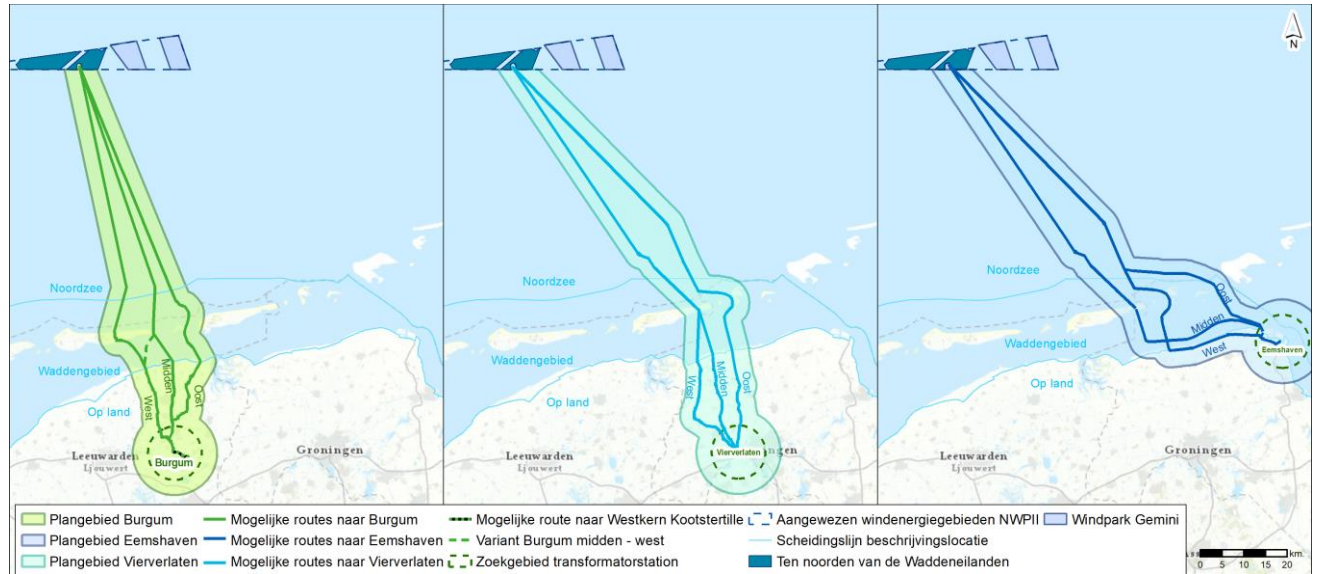 N
Noordzee
Waddengebied
Op land
West
Midden
Oost
Leeuwarden
Ljouwert
Groningen
Burgum
Noordzee
Waddengebied
Op land
West
Midden
Oost
Leeuwarden
Ljouwert
ingen
Vierverlaten
Noordzee
Waddengebied
Op land
Oost
Midden
West
Eemshaven
Leeuwarden
Ljouwert
Groningen
Plangebied Burgum
Plangebied Eemshaven
Plangebied Vierverlaten
Mogelijke routes naar Burgum
Mogelijke routes naar Eemshaven
Mogelijke routes naar Vierverlaten
Mogelijke route naar Westkern Kootstertille
Variant Burgum midden - west
Zoekgebied transformatorstation
Aangewezen windenergiegebieden NWPII
Scheidingslijn beschrijvingslocatie
Ten noorden van de Waddeneilanden
Windpark Gemini
km.
0 5 10 15 20